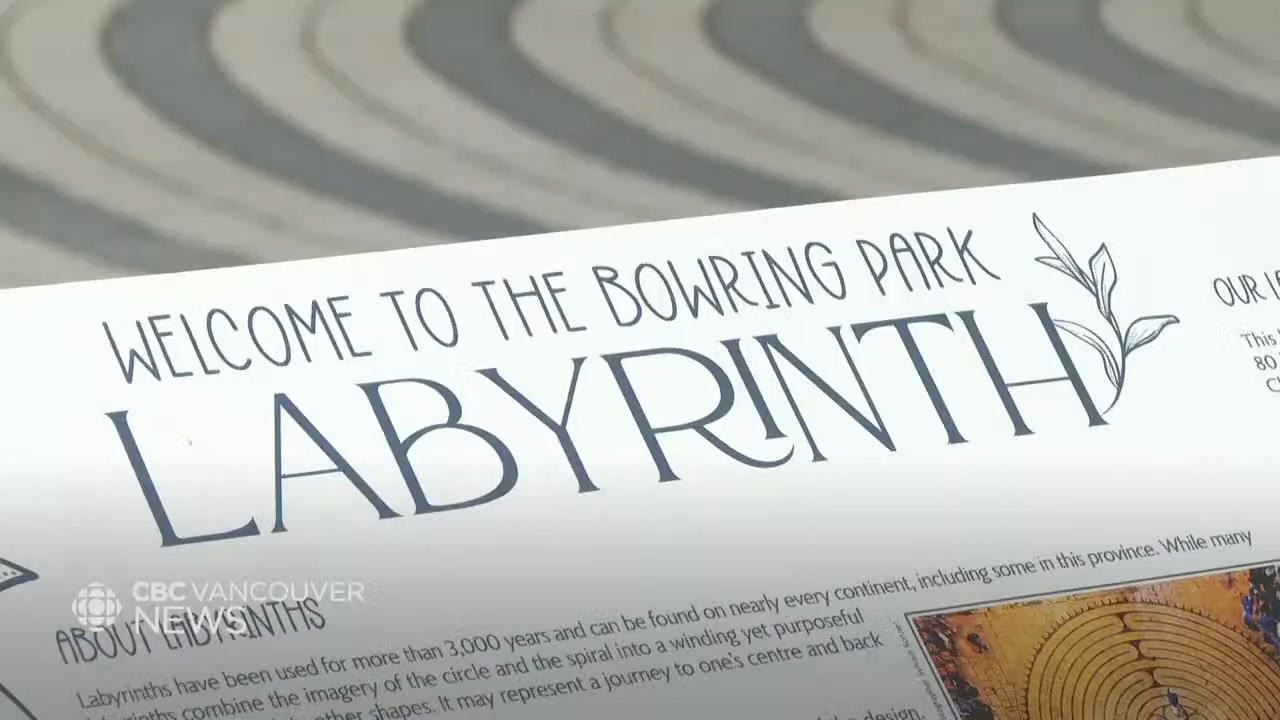 WELCOME TO THE BOWRING PARK
LABYRINTH
OUR
This
80
CBC VANCOUVER
NEWS
ABOUT LABYRINTHS
Labyrinths have been used for more than 3,000 years and can be found on nearly every continent, including some in this province. While many
labyrinths combine the imagery of the circle and the spiral into a winding yet purposeful
other shapes. It may represent a journey to one's centre and back
design.